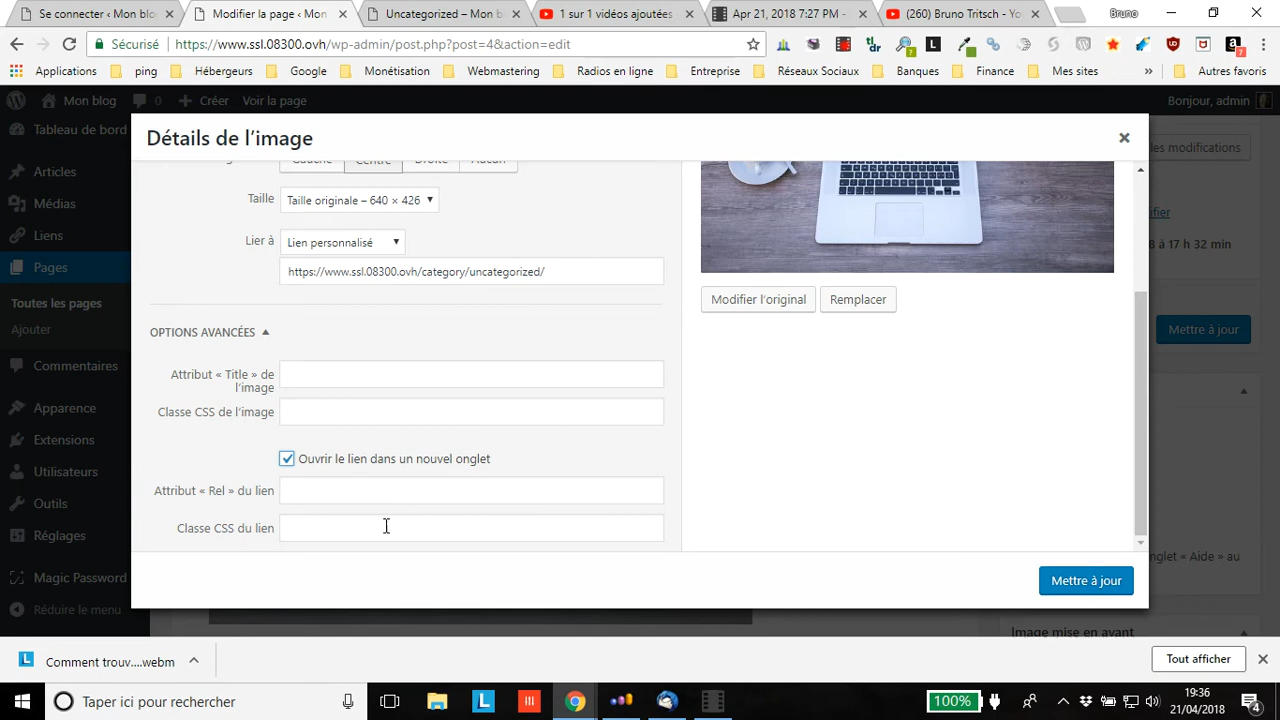 Se connecter ‹ Mon blo
Modifier la page ‹ Mon
Uncategorized – Mon b
1 sur 1 vidéos ajoutées
Apr 21, 2018 7:27 PM -
(260) Bruno Tritsch - Yo
Bruno
Sécurisé
https://www.ssl.08300.ovh/wp-admin/post.php?post=4&action=edit
Applications
ping
Hébergeurs
Google
Monétisation
Webmastering
Radios en ligne
Entreprise
Réseaux Sociaux
Banques
Finance
Mes sites
»
Autres favoris
Mon blog
0
Créer
Voir la page
Bonjour, admin
Tableau de bord
Articles
Médias
Liens
Pages
Toutes les pages
Ajouter
Commentaires
Apparence
Extensions
Utilisateurs
Outils
Réglages
Magic Password
Réduire le menu
Détails de l’image
Gauche
Centre
Droite
Aucun
les modifications
Taille
Taille originale – 640 × 426
Lier à
Lien personnalisé
https://www.ssl.08300.ovh/category/uncategorized/
OPTIONS AVANCÉES
Attribut « Title » de
l’image
Classe CSS de l’image
Ouvrir le lien dans un nouvel onglet
Attribut « Rel » du lien
Classe CSS du lien
Modifier l’original
Remplacer
Mettre à jour
ifier
8 à 17 h 32 min
Mettre à jour
nglet « Aide » au
Image mise en avant
Comment trouv....webm
Tout afficher
Taper ici pour rechercher
100%
19:36
21/04/2018
4